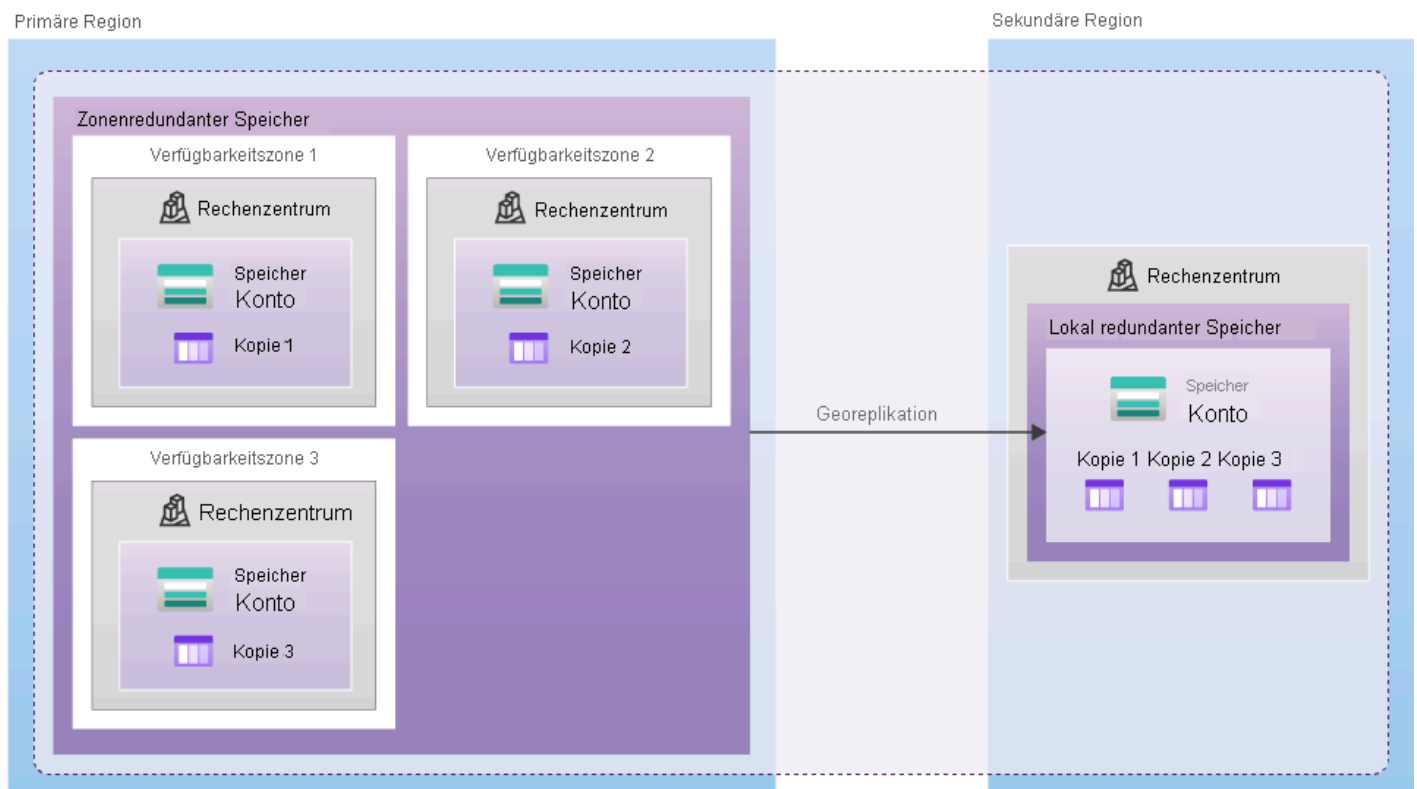 Primäre Region
Sekundäre Region
Zonenredundanter Speicher
Verfügbarkeitszone 1
Rechenzentrum
Speicher
Konto
Kopie 1
Verfügbarkeitszone 2
Rechenzentrum
Speicher
Konto
Kopie 2
Verfügbarkeitszone 3
Rechenzentrum
Speicher
Konto
Kopie 3
Georeplikation
Rechenzentrum
Lokal redundanter Speicher
Speicher
Konto
Kopie 1 Kopie 2 Kopie 3